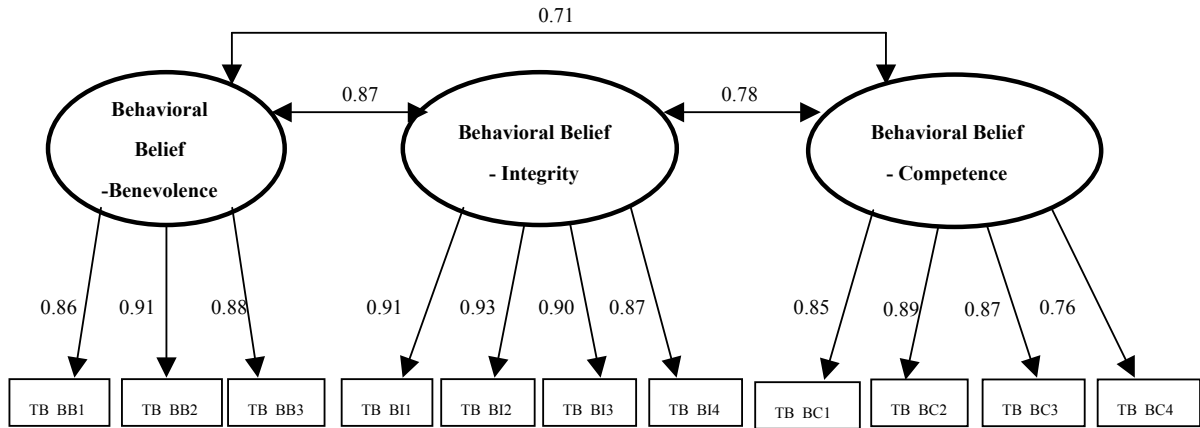 0.71
0.87
0.78
Behavioral
Belief
-Benevolence
Behavioral Belief
- Integrity
Behavioral Belief
- Competence
0.86
0.91
0.88
0.91
0.93
0.90
0.87
0.85
0.89
0.87
0.76
TB BB1
TB BB2
TB BB3
TB BI1
TB BI2
TB BI3
TB BI4
TB BC1
TB BC2
TB BC3
TB BC4